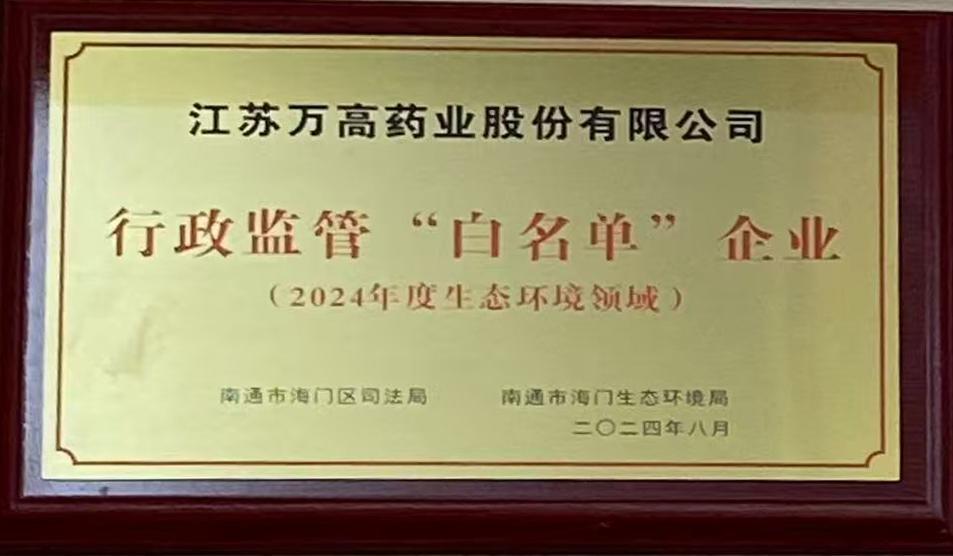 江苏万高药业股份有限公司
行政监管“白名单”企业
（2024年度生态环境领域）
南通市海门区司法局 南通市海门生态环境局
二〇二四年八月